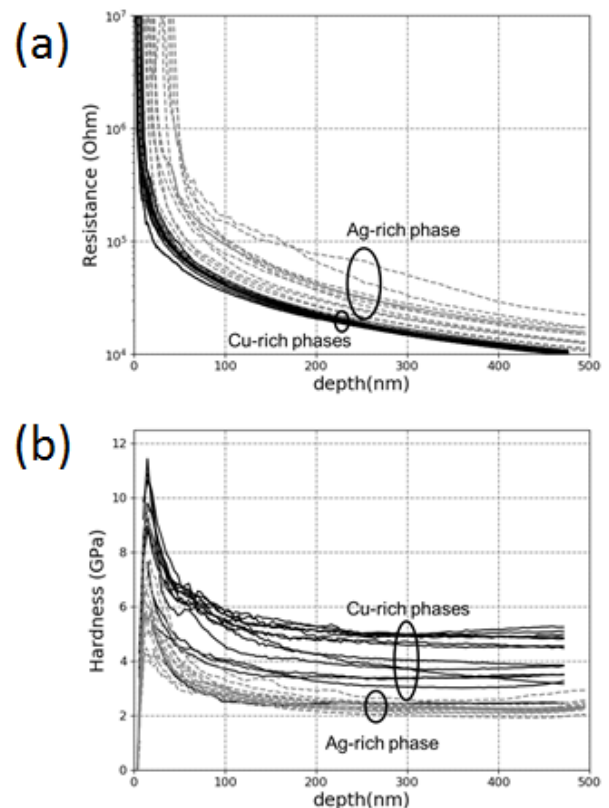 (a)
10⁷
10⁶
10⁵
10⁴
Resistance (Ohm)
Ag-rich phase
Cu-rich phases
0 100 200 300 400 500
depth(nm)
(b)
12
10
8
6
4
2
0
Hardness (GPa)
Cu-rich phases
Ag-rich phase
0 100 200 300 400 500
depth(nm)